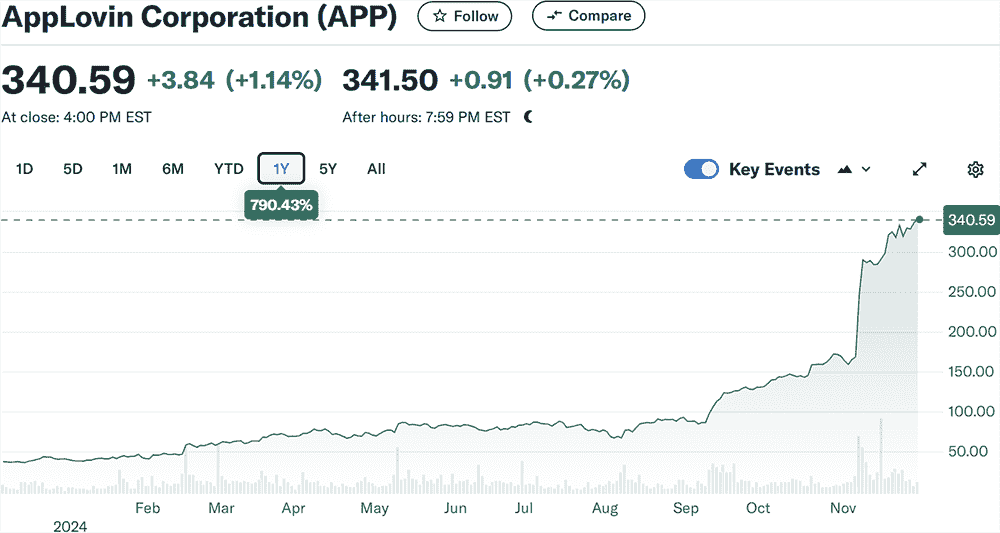 AppLovin Corporation (APP) Follow Compare
340.59 +3.84 (+1.14%) 341.50 +0.91 (+0.27%)
At close: 4:00 PM EST After hours: 7:59 PM EST
1D 5D 1M 6M YTD 1Y 5Y All Key Events
790.43%
340.59
300.00
250.00
200.00
150.00
100.00
50.00
Feb Mar Apr May Jun Jul Aug Sep Oct Nov
2024